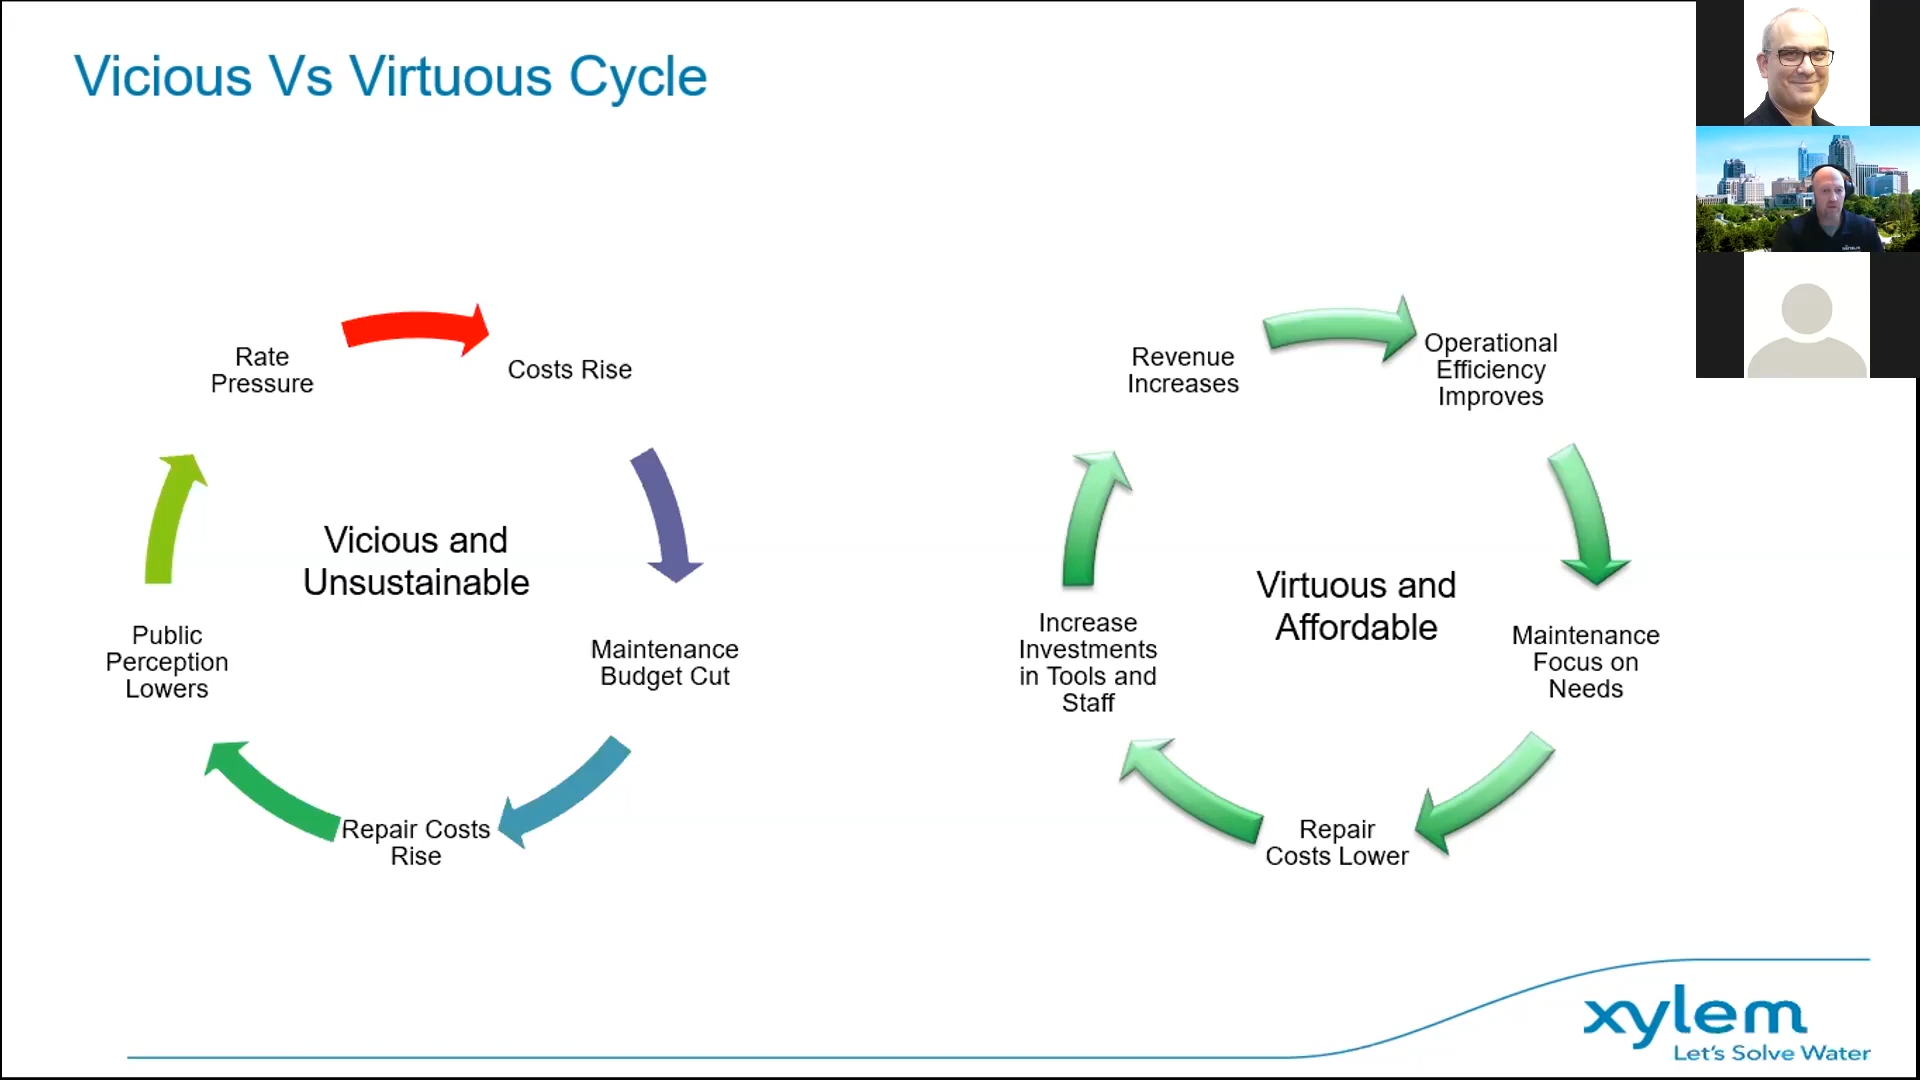 Vicious Vs Virtuous Cycle
Rate
Pressure
Costs Rise
Maintenance
Budget Cut
Repair Costs
Rise
Public
Perception
Lowers
Vicious and
Unsustainable
Revenue
Increases
Operational
Efficiency
Improves
Maintenance
Focus on
Needs
Repair
Costs Lower
Increase
Investments
in Tools and
Staff
Virtuous and
Affordable
xylem
Let's Solve Water